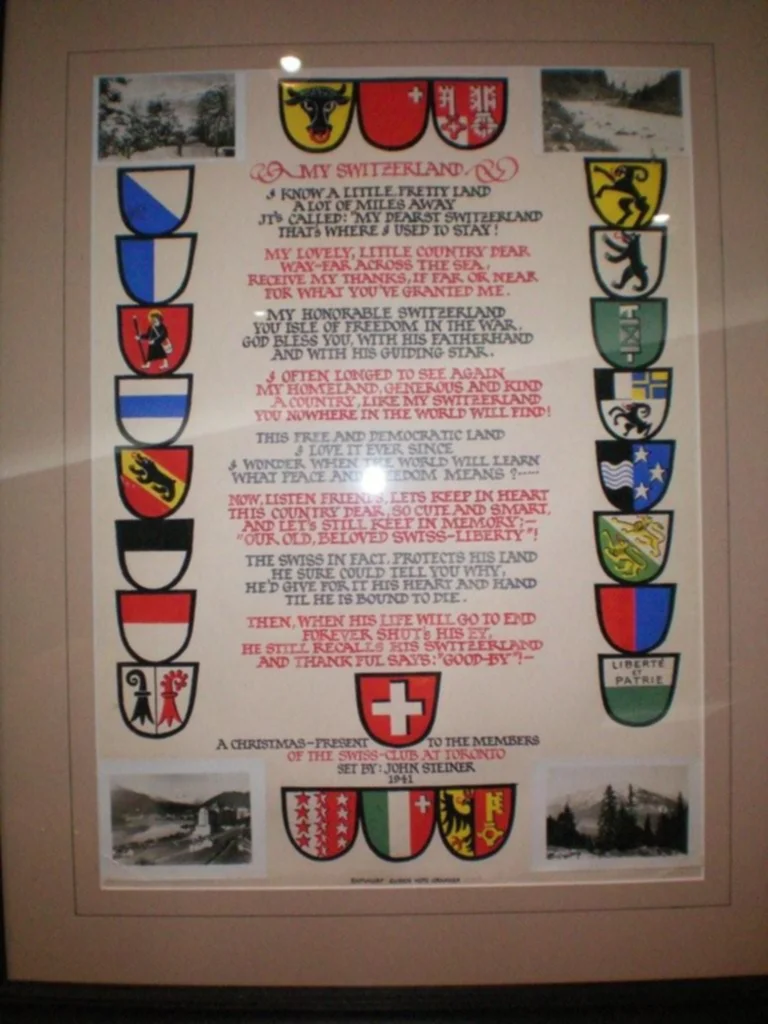 MY SWITZERLAND.
I KNOW A LITTLE, PRETTY LAND
A LOT OF MILES AWAY
IT'S CALLED: "MY DEARST SWITZERLAND
THAT'S WHERE I USED TO STAY!
MY LOVELY, LITTLE COUNTRY DEAR
WAY-FAR ACROSS THE SEA,
RECEIVE MY THANKS, IF FAR OR NEAR
FOR WHAT YOU'VE GRANTED ME.
MY HONORABLE SWITZERLAND
YOU ISLE OF FREEDOM IN THE WAR,
GOD BLESS YOU, WITH HIS FATHERHAND
AND WITH HIS GUIDING STAR.
I OFTEN LONGED TO SEE AGAIN
MY HOMELAND, GENEROUS AND KIND
A COUNTRY, LIKE MY SWITZERLAND
YOU NOWHERE IN THE WORLD WILL FIND!
THIS FREE AND DEMOCRATIC LAND
I LOVE IT EVER SINCE
I WONDER WHEN THE WORLD WILL LEARN
WHAT PEACE AND FREEDOM MEANS?----
NOW, LISTEN FRIENDS, LETS KEEP IN HEART
THIS COUNTRY DEAR, SO CUTE AND SMART,
AND LET'S STILL KEEP IN MEMORY:-
"OUR OLD, BELOVED SWISS-LIBERTY"!
THE SWISS IN FACT, PROTECTS HIS LAND
HE SURE COULD TELL YOU WHY,
HE'D GIVE FOR IT HIS HEART AND HAND
TIL HE IS BOUND TO DIE.
THEN, WHEN HIS LIFE WILL GO TO END
FOREVER SHUT'S HIS EY,
HE STILL RECALLS HIS SWITZERLAND
AND THANKFUL SAYS: "GOOD-BY"!-
LIBERTÉ
ET
PATRIE
A CHRISTMAS-PRESENT TO THE MEMBERS
OF THE SWISS-CLUB AT TORONTO
SET BY: JOHN STEINER
1941